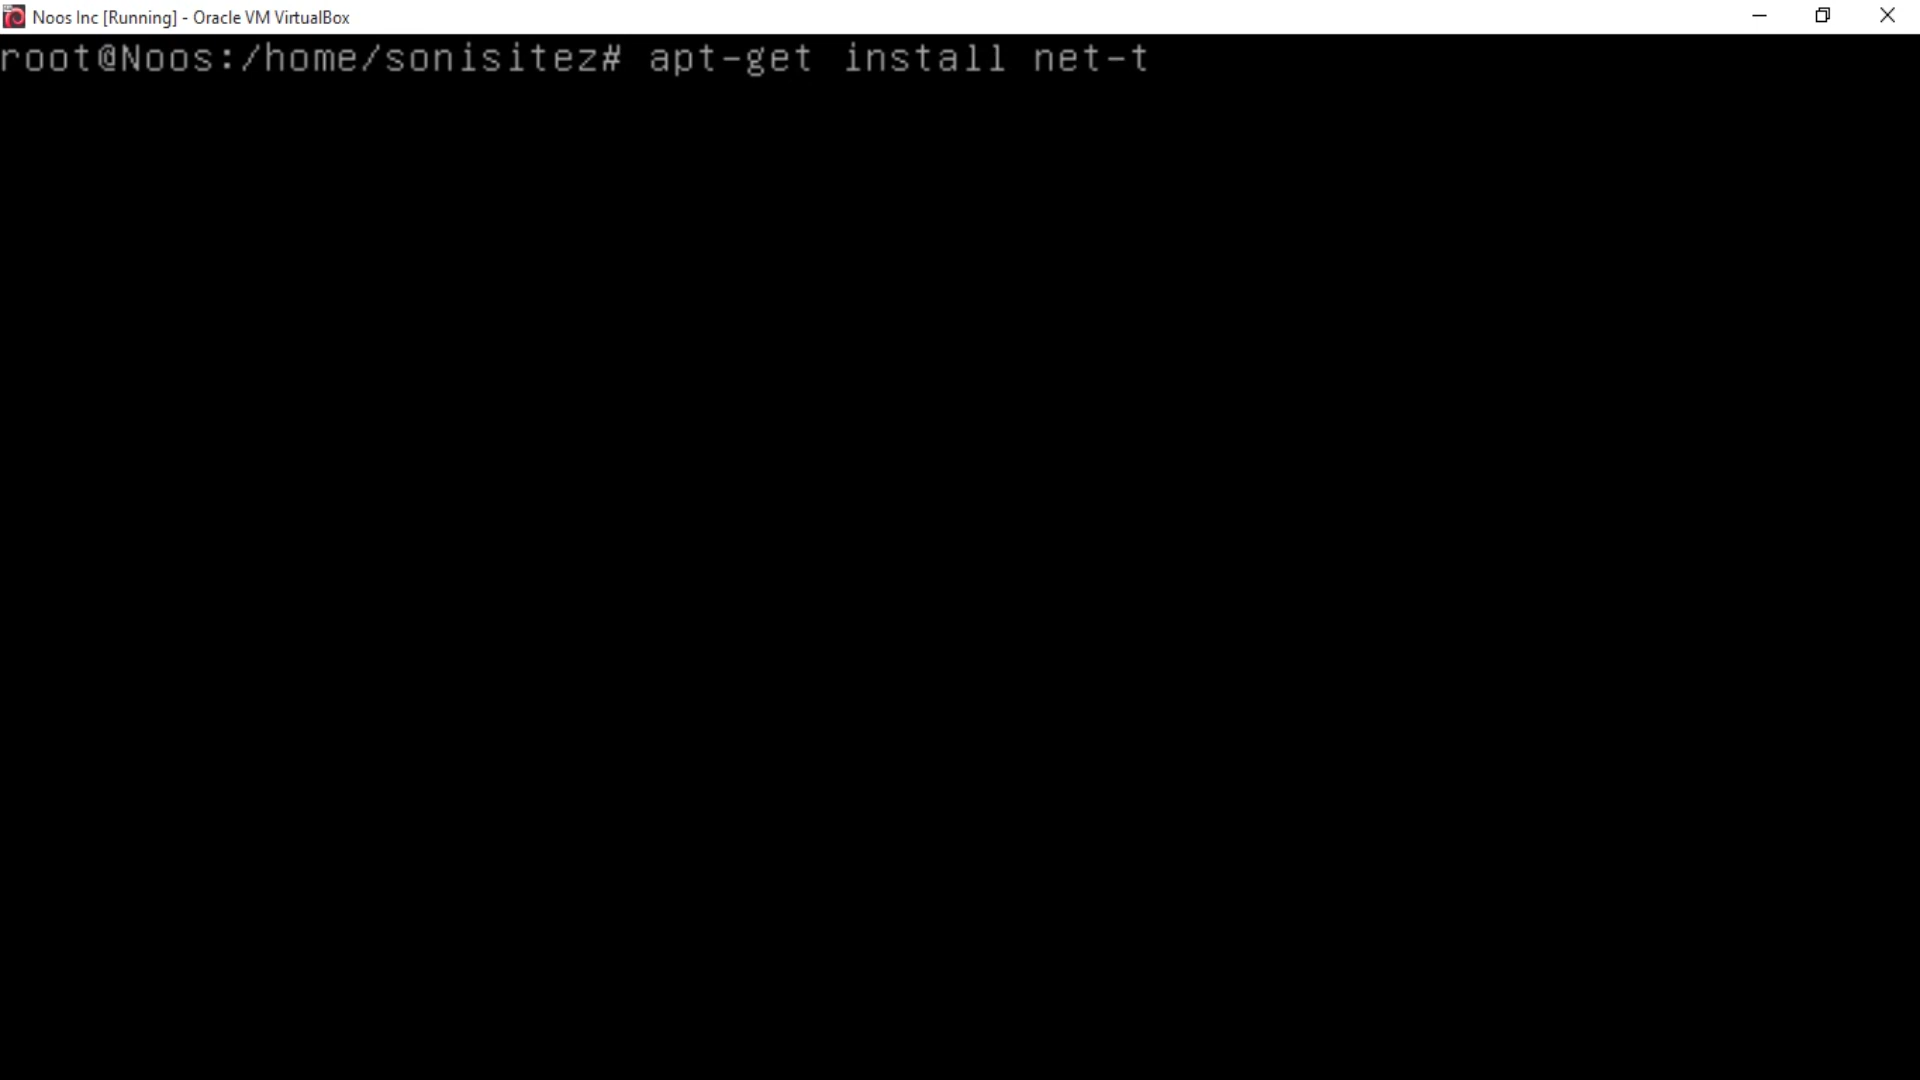 Noos Inc [Running] - Oracle VM VirtualBox
root@Noos:/home/sonisitez# apt-get install net-t